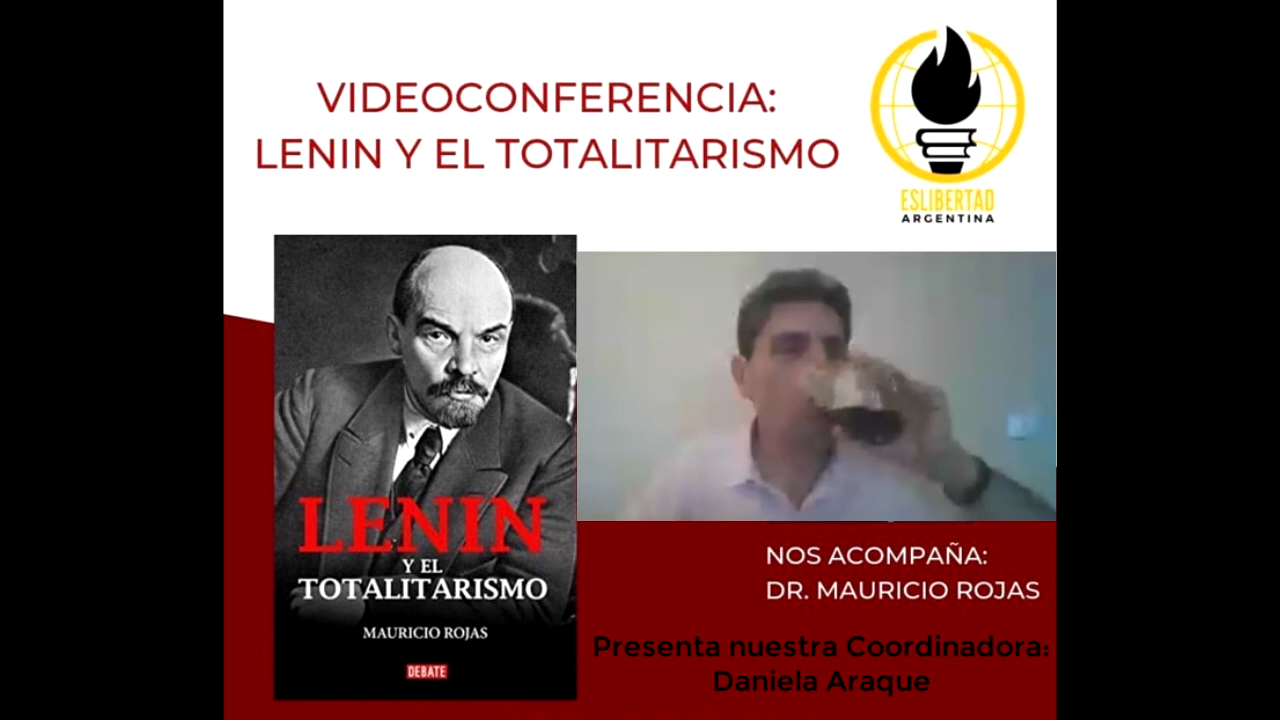 VIDEOCONFERENCIA:
LENIN Y EL TOTALITARISMO
ESLIBERTAD
ARGENTINA
LENIN
Y EL
TOTALITARISMO
MAURICIO ROJAS
DEBATE
NOS ACOMPAÑA:
DR. MAURICIO ROJAS
Presenta nuestra Coordinadora:
Daniela Araque